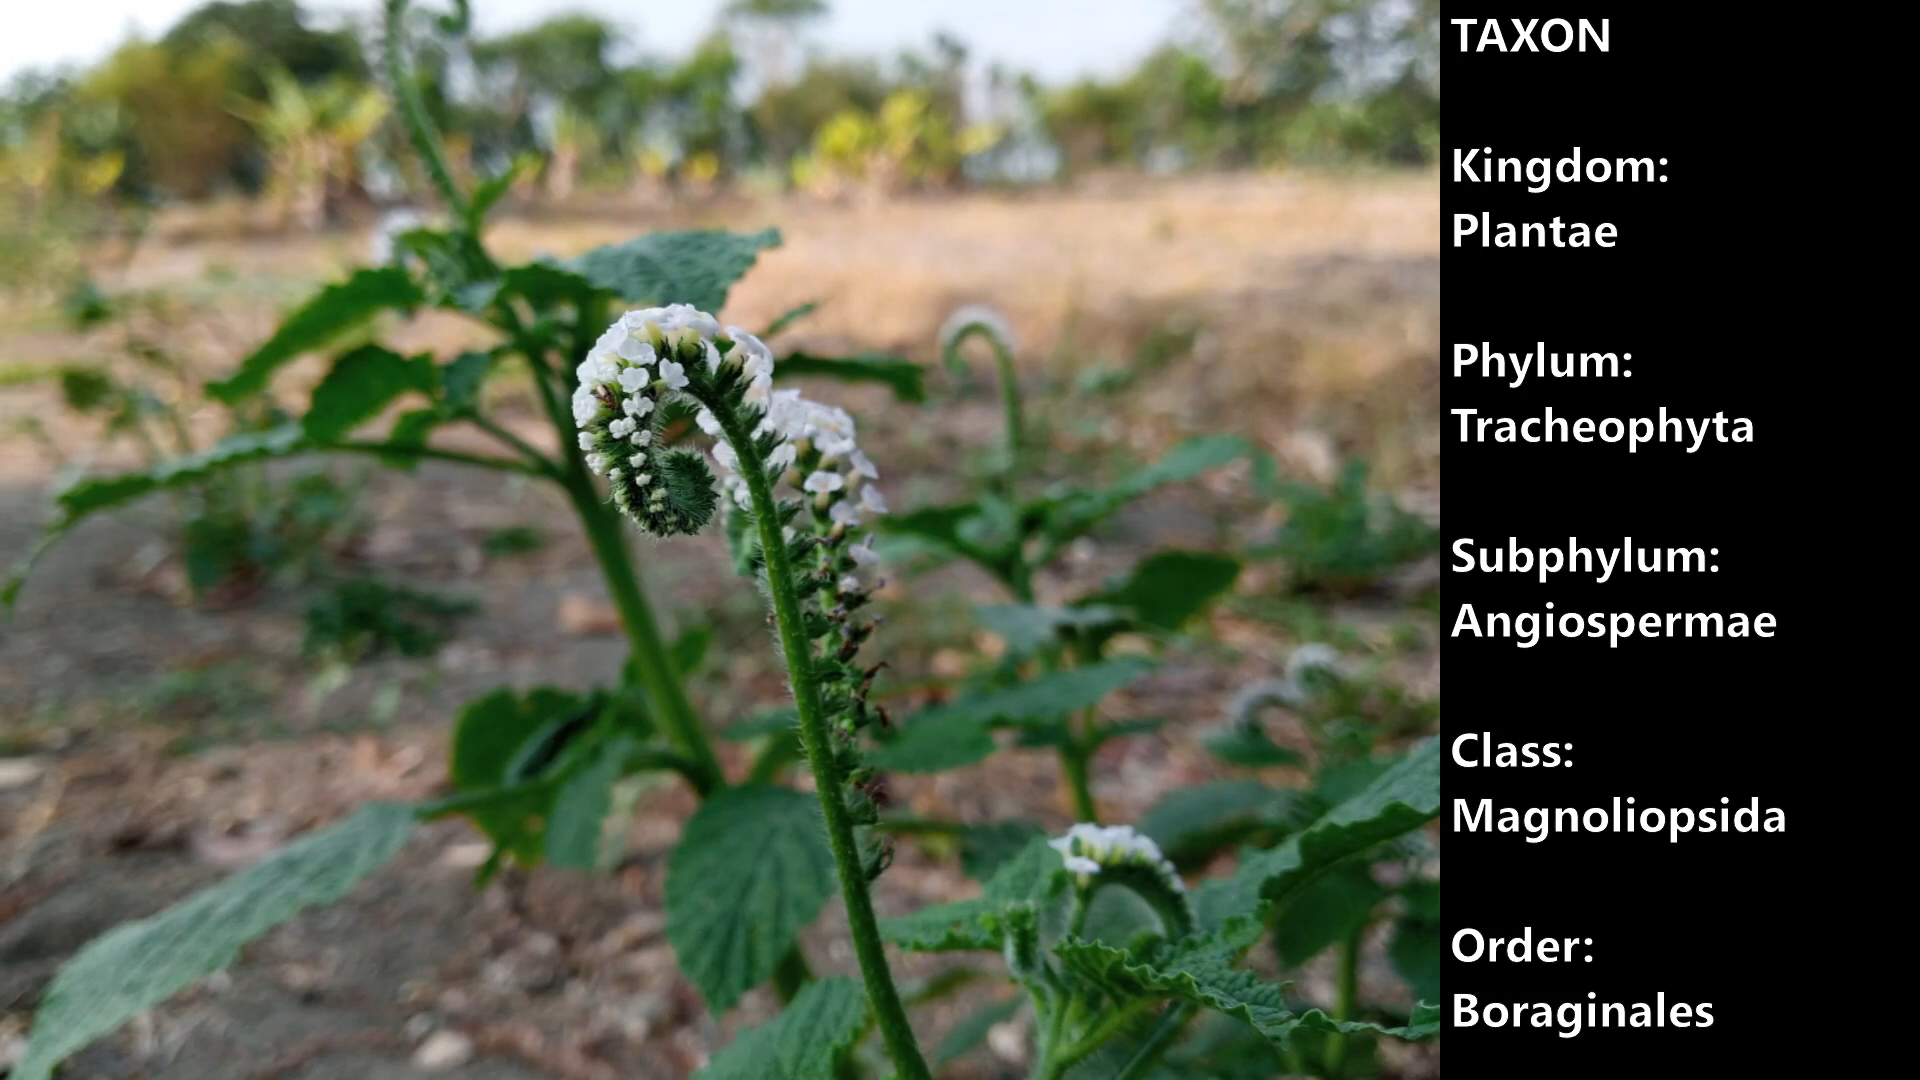 TAXON
Kingdom:
Plantae
Phylum:
Tracheophyta
Subphylum:
Angiospermae
Class:
Magnoliopsida
Order:
Boraginales